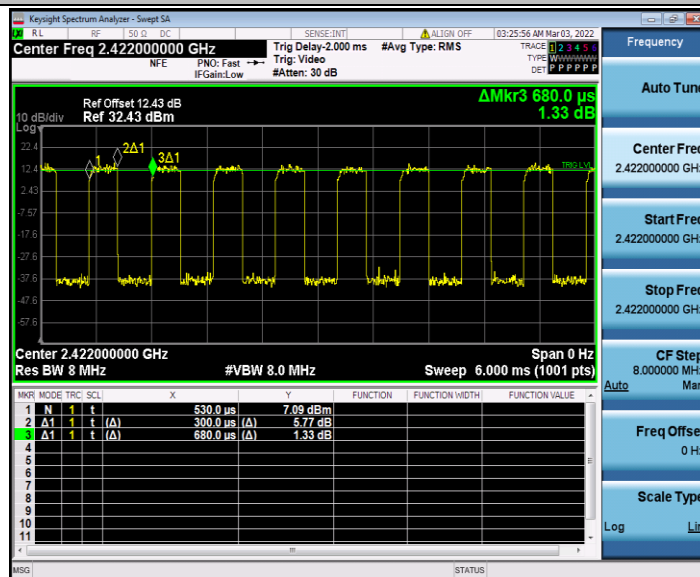 Keysight Spectrum Analyzer - Swept SA
RL RF 50 Ω DC SENSE:INT ALIGN OFF 03:25:56 AM Mar 03, 2022
Center Freq 2.422000000 GHz
NFE PNO: Fast IFGain:Low
Trig Delay-2.000 ms
Trig: Video
#Atten: 30 dB
#Avg Type: RMS
TRACE 1 2 3 4 5 6
TYPE WWWWWW
DET P P P P P P
ΔMkr3 680.0 µs
1.33 dB
Ref Offset 12.43 dB
10 dB/div Ref 32.43 dBm
Log
22.4
12.4
2.43
-7.57
-17.6
-27.6
-37.6
-47.6
-57.6
1
2Δ1
3Δ1
TRIG LVL
Center 2.422000000 GHz Span 0 Hz
Res BW 8 MHz #VBW 8.0 MHz Sweep 6.000 ms (1001 pts)
MKR MODE TRC SCL X Y FUNCTION FUNCTION WIDTH FUNCTION VALUE
1 N 1 t 530.0 µs 7.09 dBm
2 Δ1 1 t (Δ) 300.0 µs (Δ) 5.77 dB
3 Δ1 1 t (Δ) 680.0 µs (Δ) 1.33 dB
4
5
6
7
8
9
10
11
MSG STATUS
Frequency
Auto Tune
Center Freq
2.422000000 GHz
Start Freq
2.422000000 GHz
Stop Freq
2.422000000 GHz
CF Step
8.000000 MHz
Auto Man
Freq Offset
0 Hz
Scale Type
Log Lin